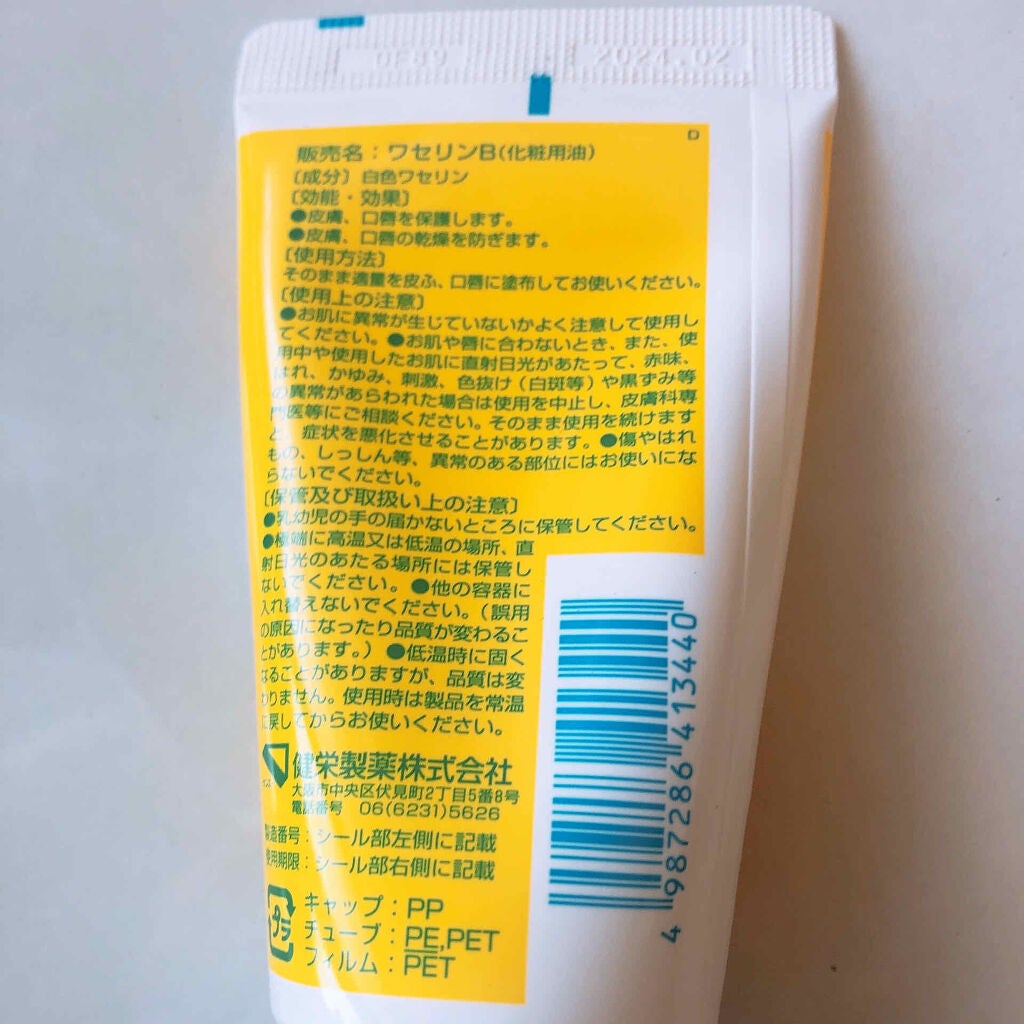 2024.02
D
販売名：ワセリンB(化粧用油)
〔成分〕白色ワセリン
〔効能・効果〕
●皮膚、口唇を保護します。
●皮膚、口唇の乾燥を防ぎます。
〔使用方法〕
そのまま適量を皮ふ、口唇に塗布してお使いください。
〔使用上の注意〕
●お肌に異常が生じていないかよく注意して使用し
てください。●お肌や唇に合わないとき、また、使
用中や使用したお肌に直射日光があたって、赤味、
はれ、かゆみ、刺激、色抜け(白斑等)や黒ずみ等
の異常があらわれた場合は使用を中止し、皮膚科専
門医等にご相談ください。そのまま使用を続けます
と、症状を悪化させることがあります。●傷やはれ
もの、しっしん等、異常のある部位にはお使いにな
らないでください。
〔保管及び取扱い上の注意〕
●乳幼児の手の届かないところに保管してください。
●極端に高温又は低温の場所、直
射日光のあたる場所には保管し
ないでください。●他の容器に
入れ替えないでください。(誤用
の原因になったり品質が変わるこ
とがあります。)●低温時に固く
なることがありますが、品質は変
わりません。使用時は製品を常温
に戻してからお使いください。
健栄製薬株式会社
大阪市中央区伏見町2丁目5番8号
電話番号 06(6231)5626
製造番号：シール部左側に記載
使用期限：シール部右側に記載
プラ
キャップ：PP
チューブ：PE,PET
フィルム：PET
4 987286 413440